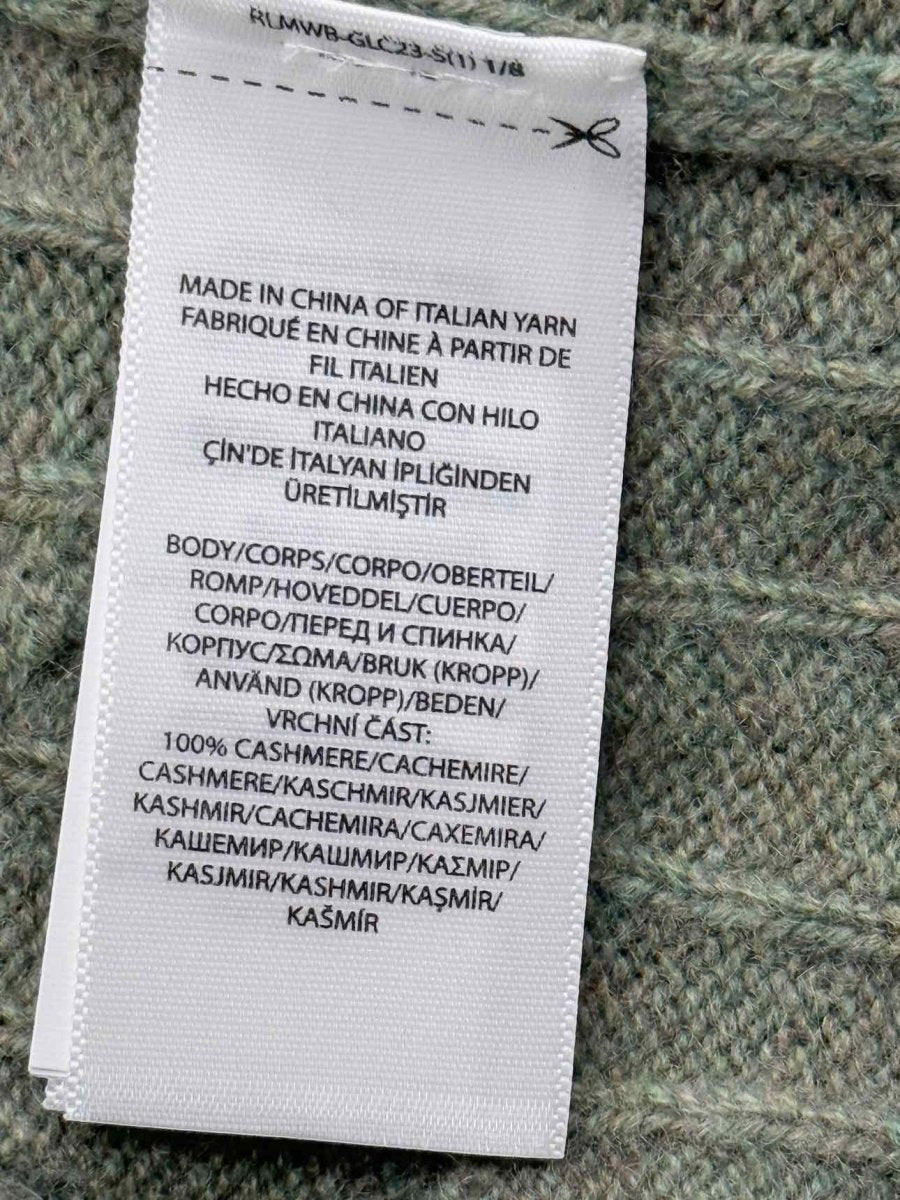 RLMWB-GLC23-S(1) 1/8
MADE IN CHINA OF ITALIAN YARN
FABRIQUÉ EN CHINE À PARTIR DE
FIL ITALIEN
HECHO EN CHINA CON HILO
ITALIANO
ÇİN'DE İTALYAN İPLİĞİNDEN
ÜRETİLMİŞTİR
BODY/CORPS/CORPO/OBERTEIL/
ROMP/HOVEDDEL/CUERPO/
CORPO/ПЕРЕД И СПИНКА/
КОРПУС/ΣΩΜΑ/BRUK (KROPP)/
ANVÄND (KROPP)/BEDEN/
VRCHNÍ ČÁST:
100% CASHMERE/CACHEMIRE/
CASHMERE/KASCHMIR/KASJMIER/
KASHMIR/CACHEMIRA/CAXEMIRA/
КАШЕМИР/КАШМИР/ΚΑΣΜΙΡ/
KASJMIR/KASHMIR/KAŞMİR/
KAŠMÍR